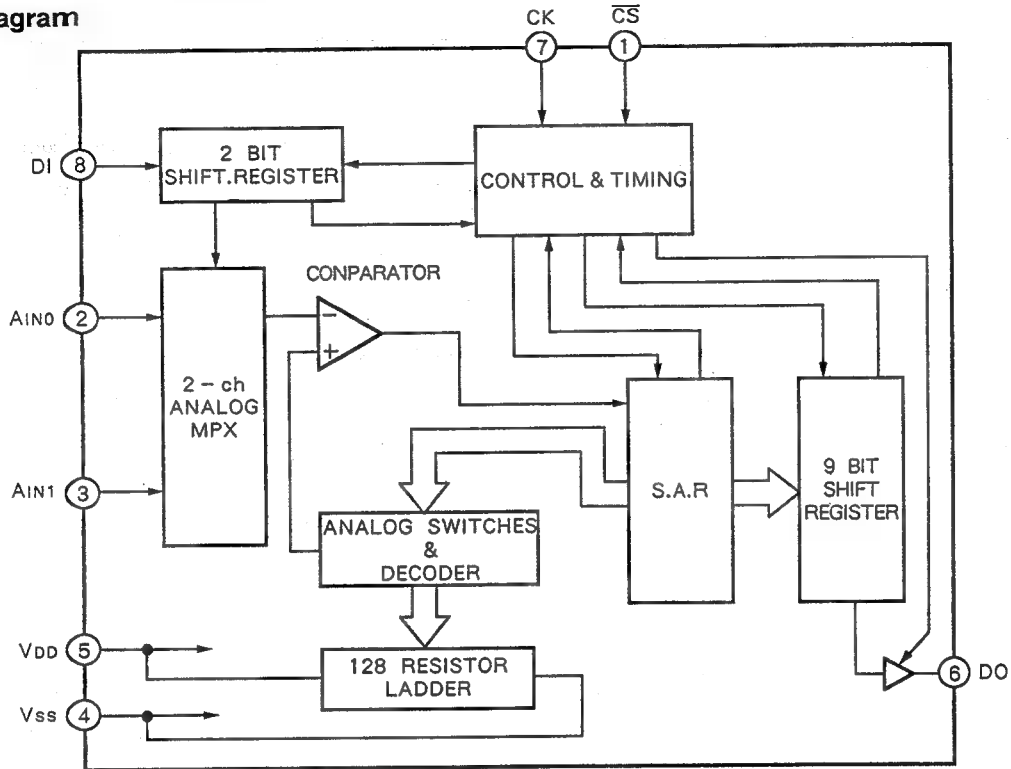 agram
CK
CS
7
1
DI
8
2 BIT
SHIFT.REGISTER
CONTROL & TIMING
CONPARATOR
AIN0
2
−
+
2-ch
ANALOG
MPX
AIN1
3
S.A.R
9 BIT
SHIFT
REGISTER
ANALOG SWITCHES
&
DECODER
VDD
5
128 RESISTOR
LADDER
6
DO
VSS
4